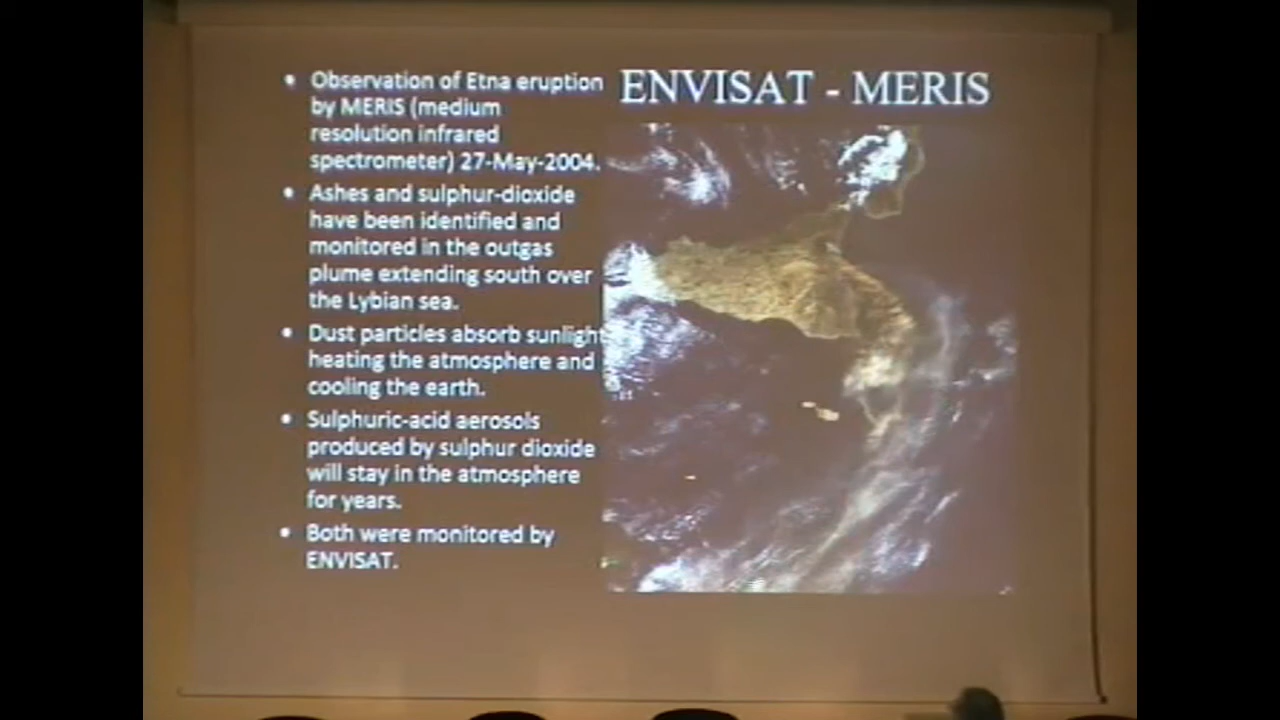 ENVISAT - MERIS
• Observation of Etna eruption
by MERIS (medium
resolution infrared
spectrometer) 27-May-2004.
• Ashes and sulphur-dioxide
have been identified and
monitored in the outgas
plume extending south over
the Lybian sea.
• Dust particles absorb sunlight
heating the atmosphere and
cooling the earth.
• Sulphuric-acid aerosols
produced by sulphur dioxide
will stay in the atmosphere
for years.
• Both were monitored by
ENVISAT.